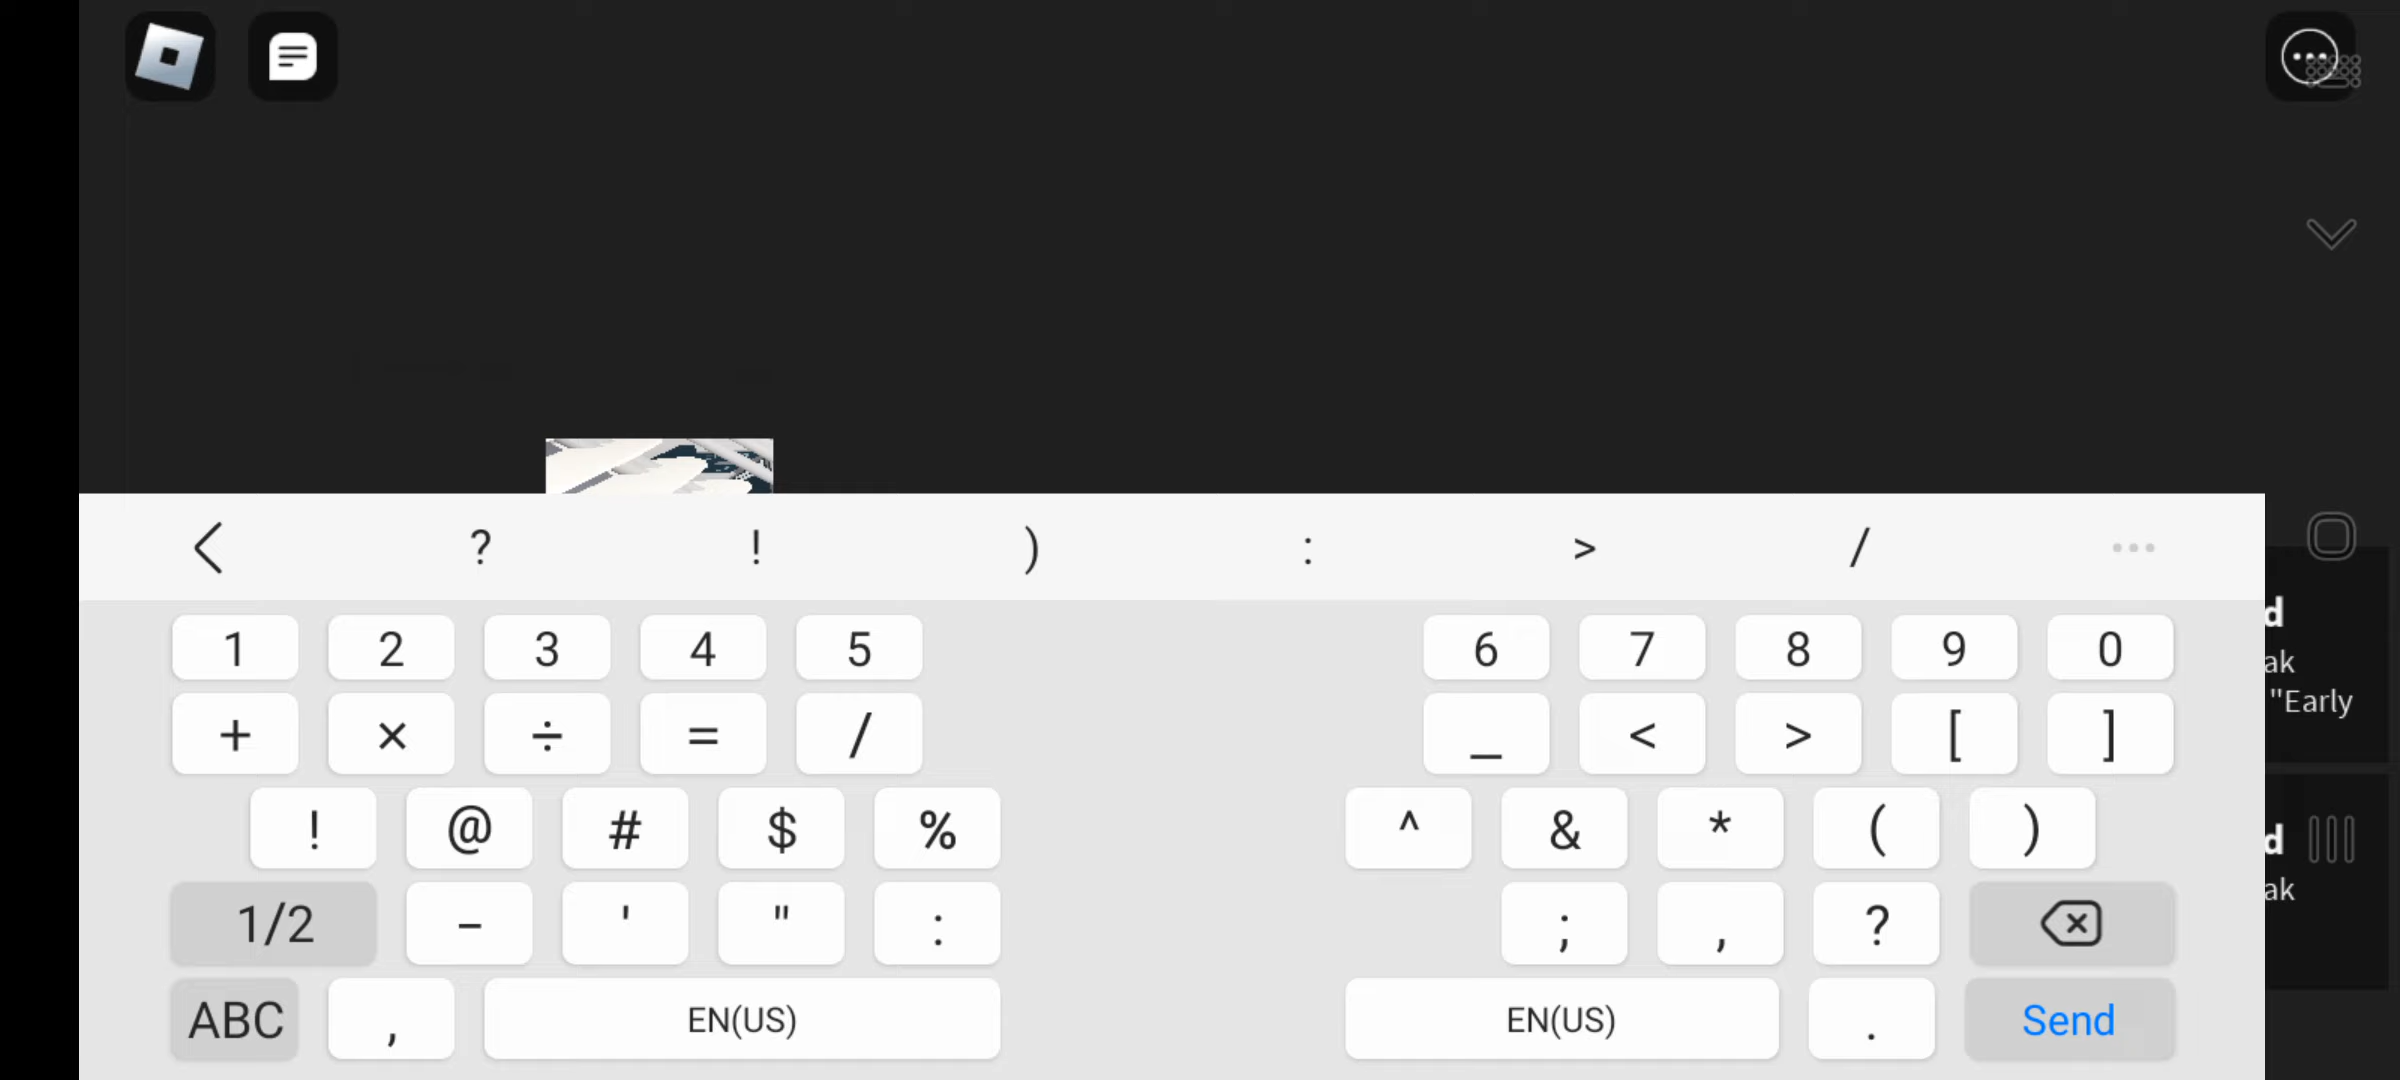 ? ! ) : > /
1 2 3 4 5 6 7 8 9 0
+ × ÷ = / _ < > [ ]
! @ # $ % ^ & * ( )
1/2 - ' " : ; , ?
ABC , EN(US) EN(US) . Send
d
ak
"Early
d
ak